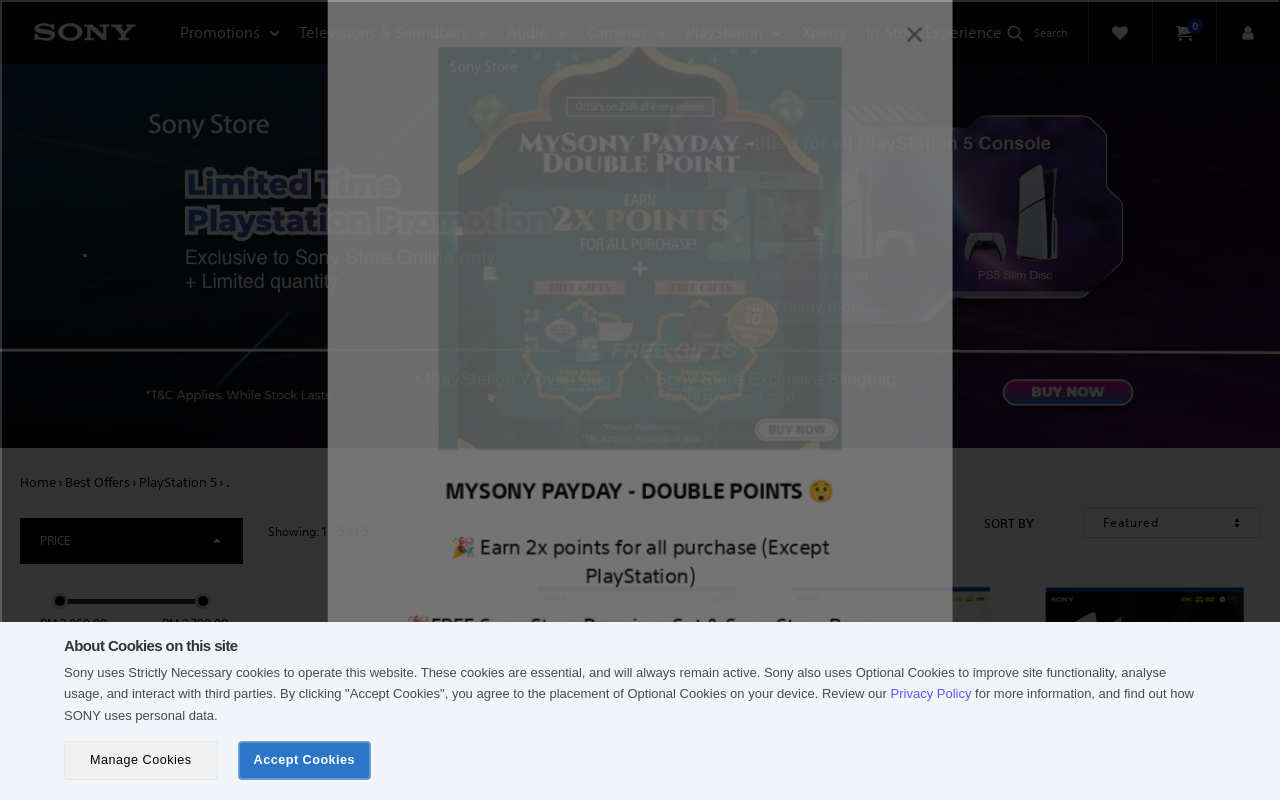 SONY
Promotions
Televisions & Soundbars
Audio
Cameras
PlayStation
Xperia
In-Store Experience
Search
0
Sony Store
Limited Time
Playstation Promotion
Exclusive to Sony Store Online only
+ Limited quantity
*T&C Applies. While Stock Lasts
Entitled for all PlayStation 5 Console
PS5 Slim Disc
and many more
FREE GIFTS
• PlayStation
• Sony Store Exclusive Slingbag
BUY NOW
Sony Store
Occurs on 25th of every month
MySony Payday -
Double Point
EARN
2X POINTS
FOR ALL PURCHASE!
+
FREE GIFTS
FREE GIFTS
10
*Except Playstation
*T&C Applies. While stock lasts
BUY NOW
MYSONY PAYDAY - DOUBLE POINTS 😲
🎉 Earn 2x points for all purchase (Except
PlayStation)
Home › Best Offers › PlayStation 5 › .
PRICE
Showing: 1 - 5 of 5
SORT BY
Featured
SONY
About Cookies on this site
Sony uses Strictly Necessary cookies to operate this website. These cookies are essential, and will always remain active. Sony also uses Optional Cookies to improve site functionality, analyse
usage, and interact with third parties. By clicking "Accept Cookies", you agree to the placement of Optional Cookies on your device. Review our Privacy Policy for more information, and find out how
SONY uses personal data.
Manage Cookies
Accept Cookies